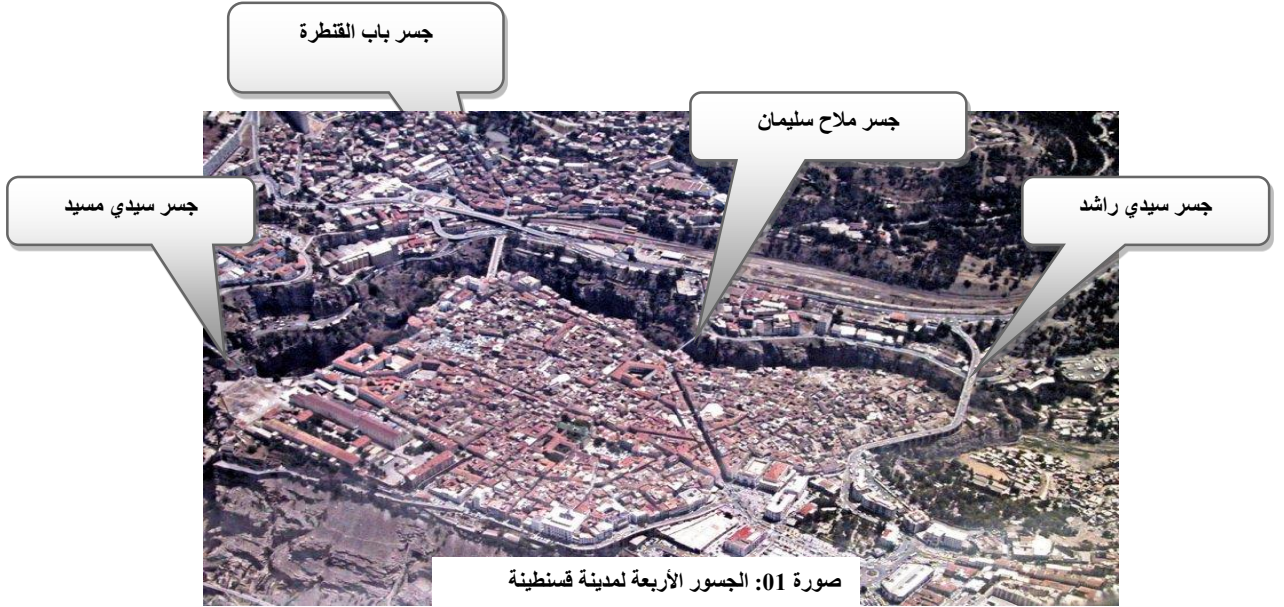 جسر باب القنطرة
جسر ملاح سليمان
جسر سيدي مسيد
جسر سيدي راشد
صورة 01: الجسور الأربعة لمدينة قسنطينة